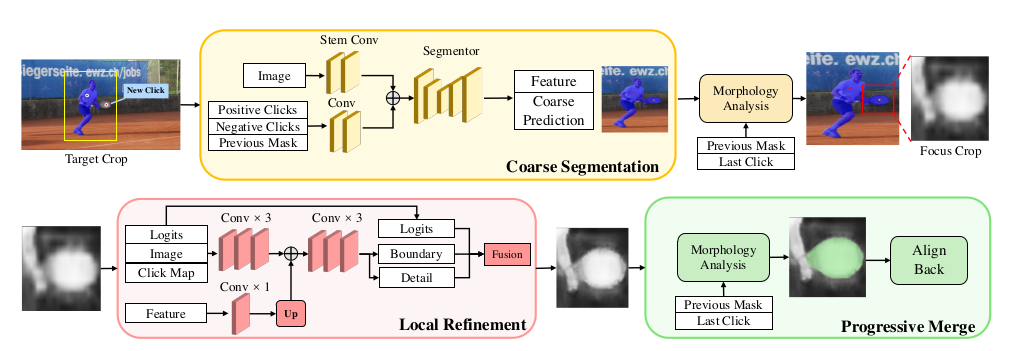 iegerseite. ewz.ch/jobs
New Click
Target Crop
Stem Conv
Image
Conv
Positive Clicks
Negative Clicks
Previous Mask
Segmentor
Feature
Coarse
Prediction
eite. ewz.ch
Coarse Segmentation
Morphology
Analysis
Previous Mask
Last Click
eite. ewz.ch
Focus Crop
Logits
Image
Click Map
Feature
Conv × 3
Conv × 3
Conv × 1
Up
Logits
Boundary
Detail
Fusion
Local Refinement
Morphology
Analysis
Previous Mask
Last Click
Align
Back
Progressive Merge